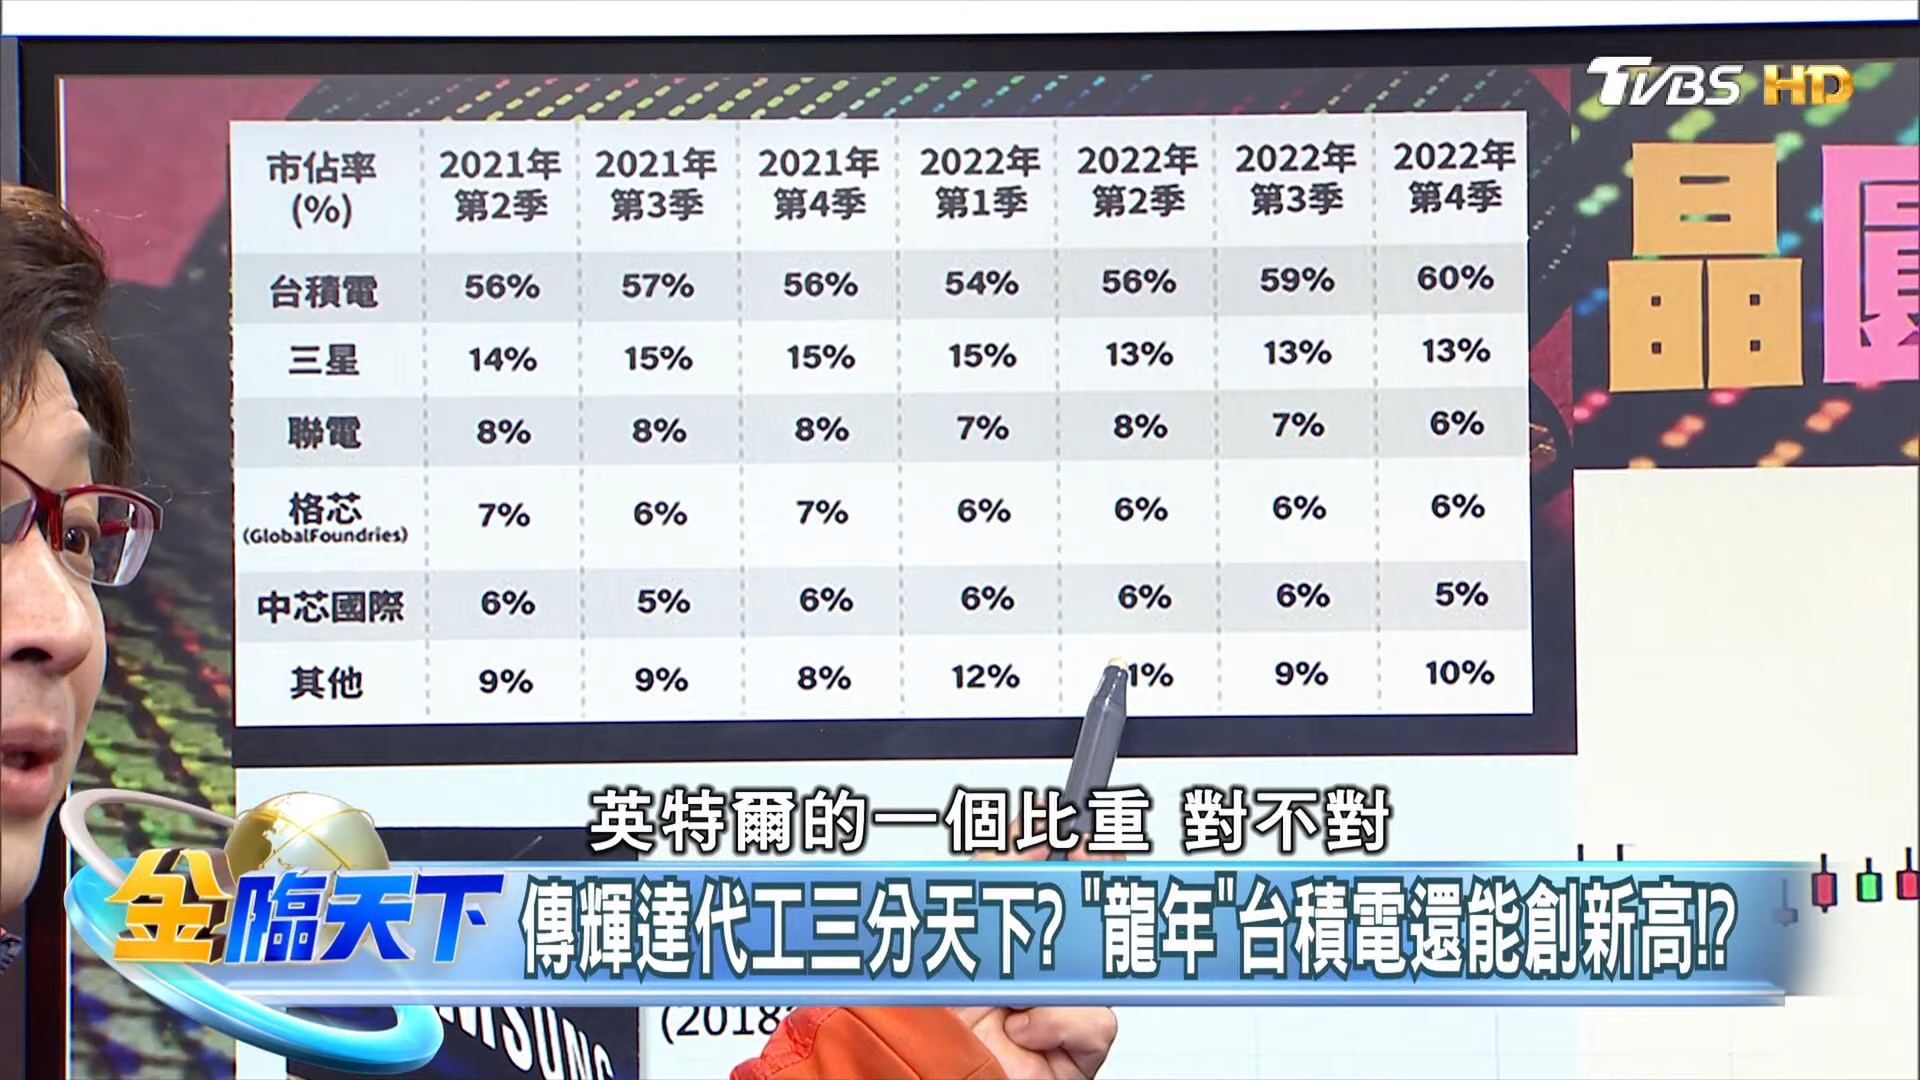 TVBS HD
晶圓
市佔率(%) 2021年第2季 2021年第3季 2021年第4季 2022年第1季 2022年第2季 2022年第3季 2022年第4季
台積電 56% 57% 56% 54% 56% 59% 60%
三星 14% 15% 15% 15% 13% 13% 13%
聯電 8% 8% 8% 7% 8% 7% 6%
格芯(GlobalFoundries) 7% 6% 7% 6% 6% 6% 6%
中芯國際 6% 5% 6% 6% 6% 6% 5%
其他 9% 9% 8% 12% 1% 9% 10%
英特爾的一個比重 對不對
金臨天下
傳輝達代工三分天下? "龍年"台積電還能創新高!?
(2018